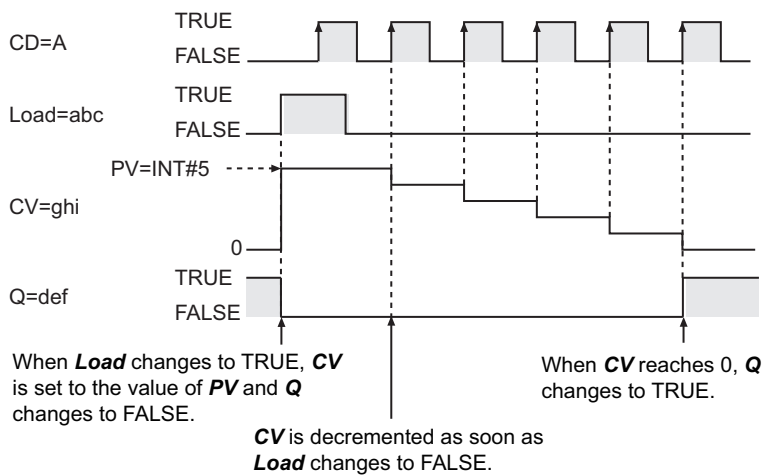 TRUE
CD=A
FALSE
TRUE
Load=abc
FALSE
PV=INT#5
CV=ghi
0
TRUE
Q=def
FALSE
When Load changes to TRUE, CV
is set to the value of PV and Q
changes to FALSE.
When CV reaches 0, Q
changes to TRUE.
CV is decremented as soon as
Load changes to FALSE.